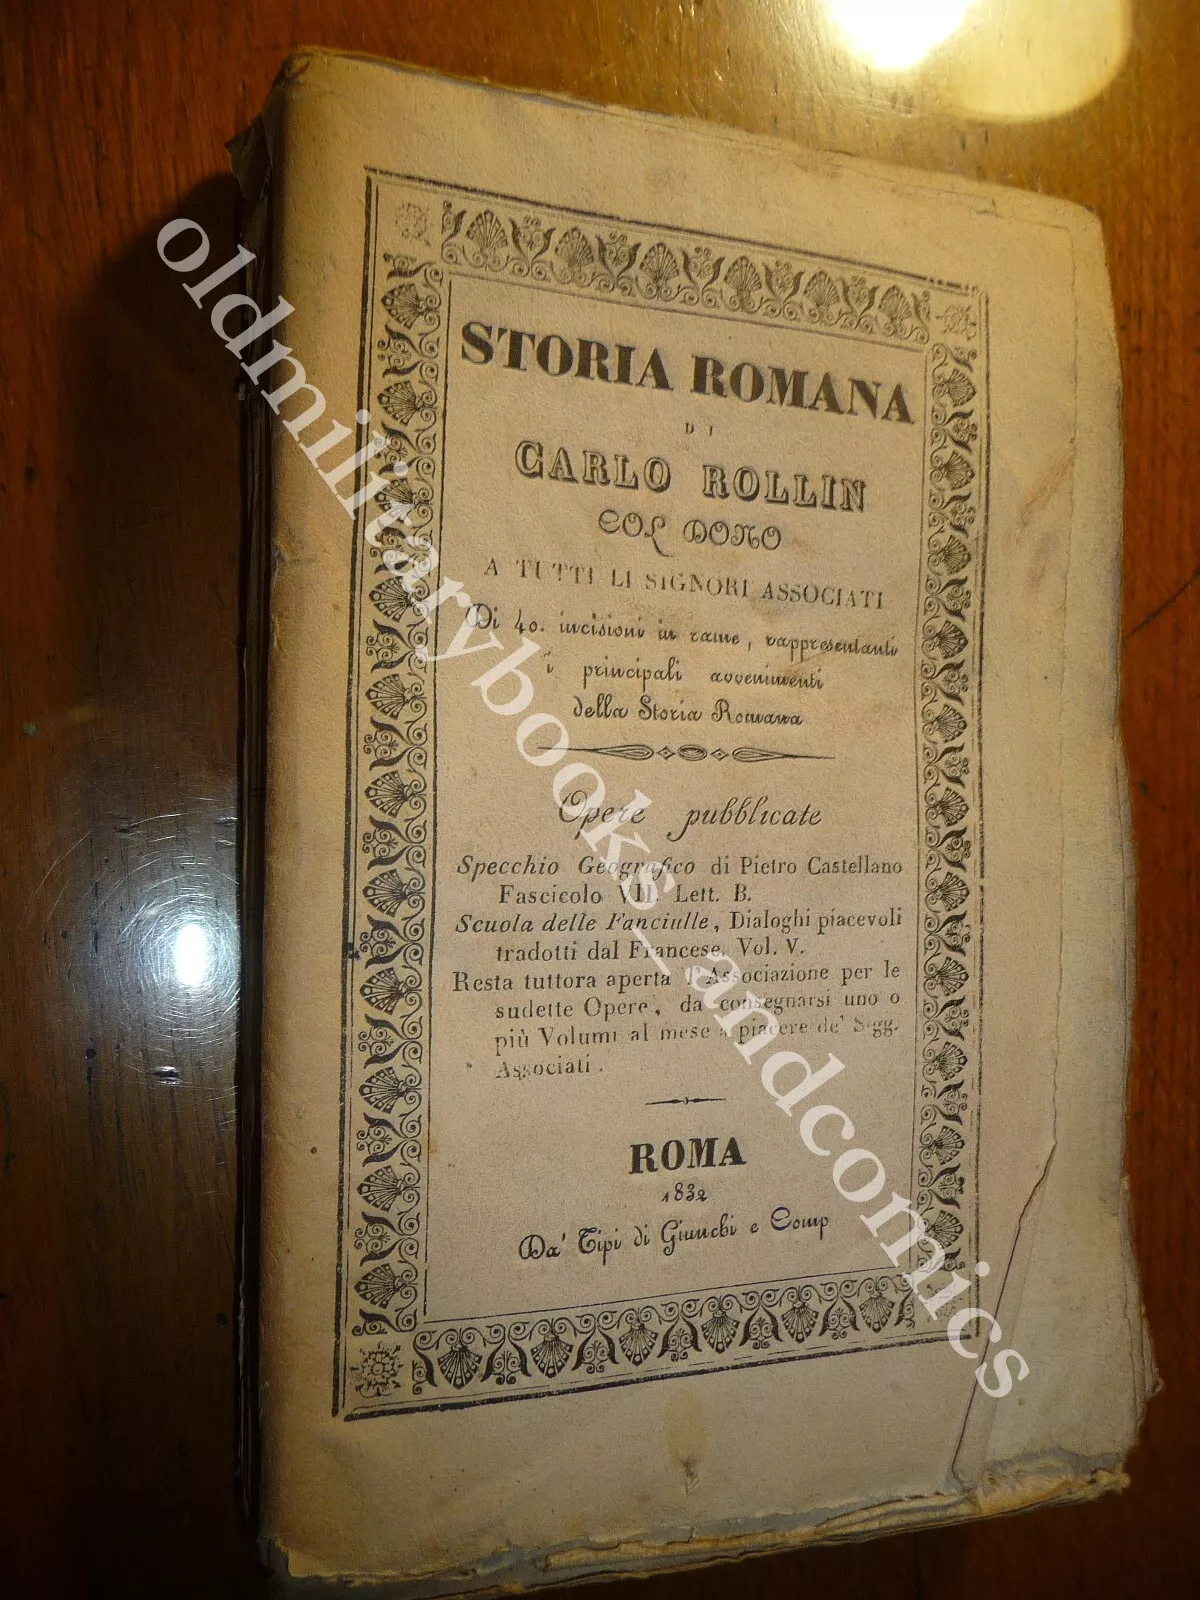 STORIA ROMANA
DI
CARLO ROLLIN
COL DONO
A TUTTI LI SIGNORI ASSOCIATI
Di 40. incisioni in rame, rappresentanti
i principali avvenimenti
della Storia Romana
Opere pubblicate
Specchio Geografico di Pietro Castellano
Fascicolo VII. Lett. B.
Scuola delle Fanciulle, Dialoghi piacevoli
tradotti dal Francese. Vol. V.
Resta tuttora aperta l'Associazione per le
sudette Opere, da consegnarsi uno o
più Volumi al mese a piacere de' Sigg.
Associati.
ROMA
1832
Da' Tipi di Giunchi e Comp
oldmilitarybooks_andcomics